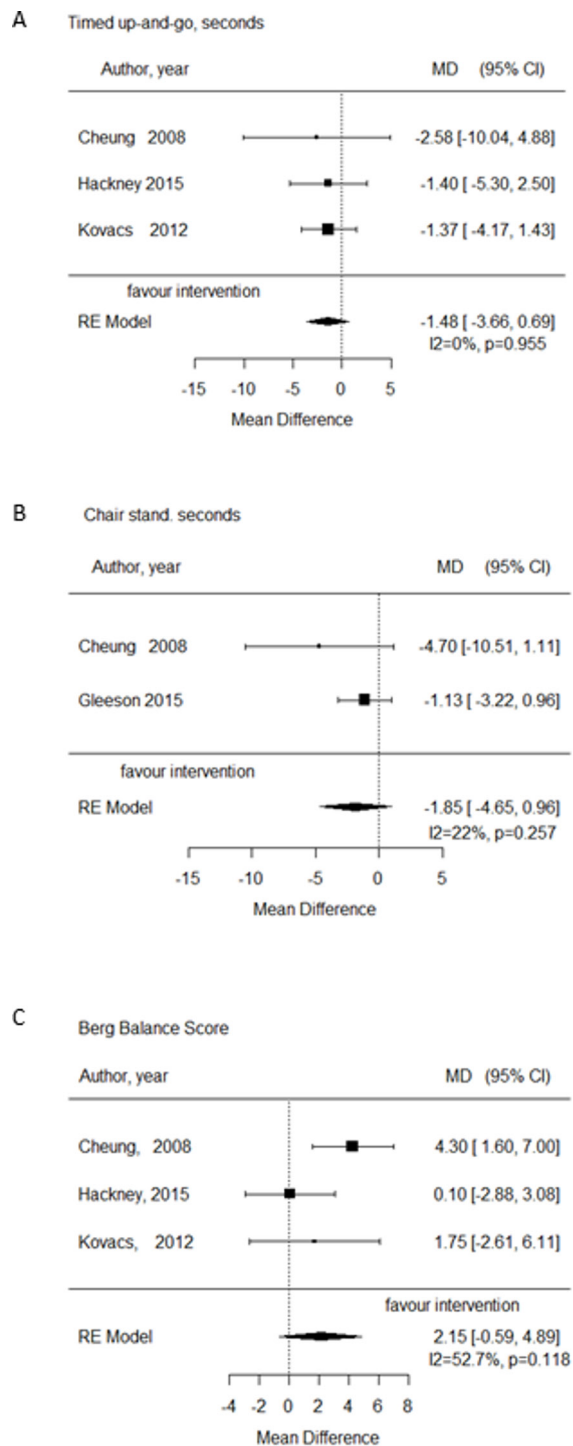 A
Timed up-and-go, seconds
Author, year MD (95% CI)
Cheung 2008 -2.58 [-10.04, 4.88]
Hackney 2015 -1.40 [ -5.30, 2.50]
Kovacs 2012 -1.37 [ -4.17, 1.43]
favour intervention
RE Model -1.48 [ -3.66, 0.69]
I2=0%, p=0.955
-15 -10 -5 0 5
Mean Difference
B
Chair stand. seconds
Author, year MD (95% CI)
Cheung 2008 -4.70 [-10.51, 1.11]
Gleeson 2015 -1.13 [ -3.22, 0.96]
favour intervention
RE Model -1.85 [ -4.65, 0.96]
I2=22%, p=0.257
-15 -10 -5 0 5
Mean Difference
C
Berg Balance Score
Author, year MD (95% CI)
Cheung, 2008 4.30 [ 1.60, 7.00]
Hackney, 2015 0.10 [-2.88, 3.08]
Kovacs, 2012 1.75 [-2.61, 6.11]
favour intervention
RE Model 2.15 [-0.59, 4.89]
I2=52.7%, p=0.118
-4 -2 0 2 4 6 8
Mean Difference